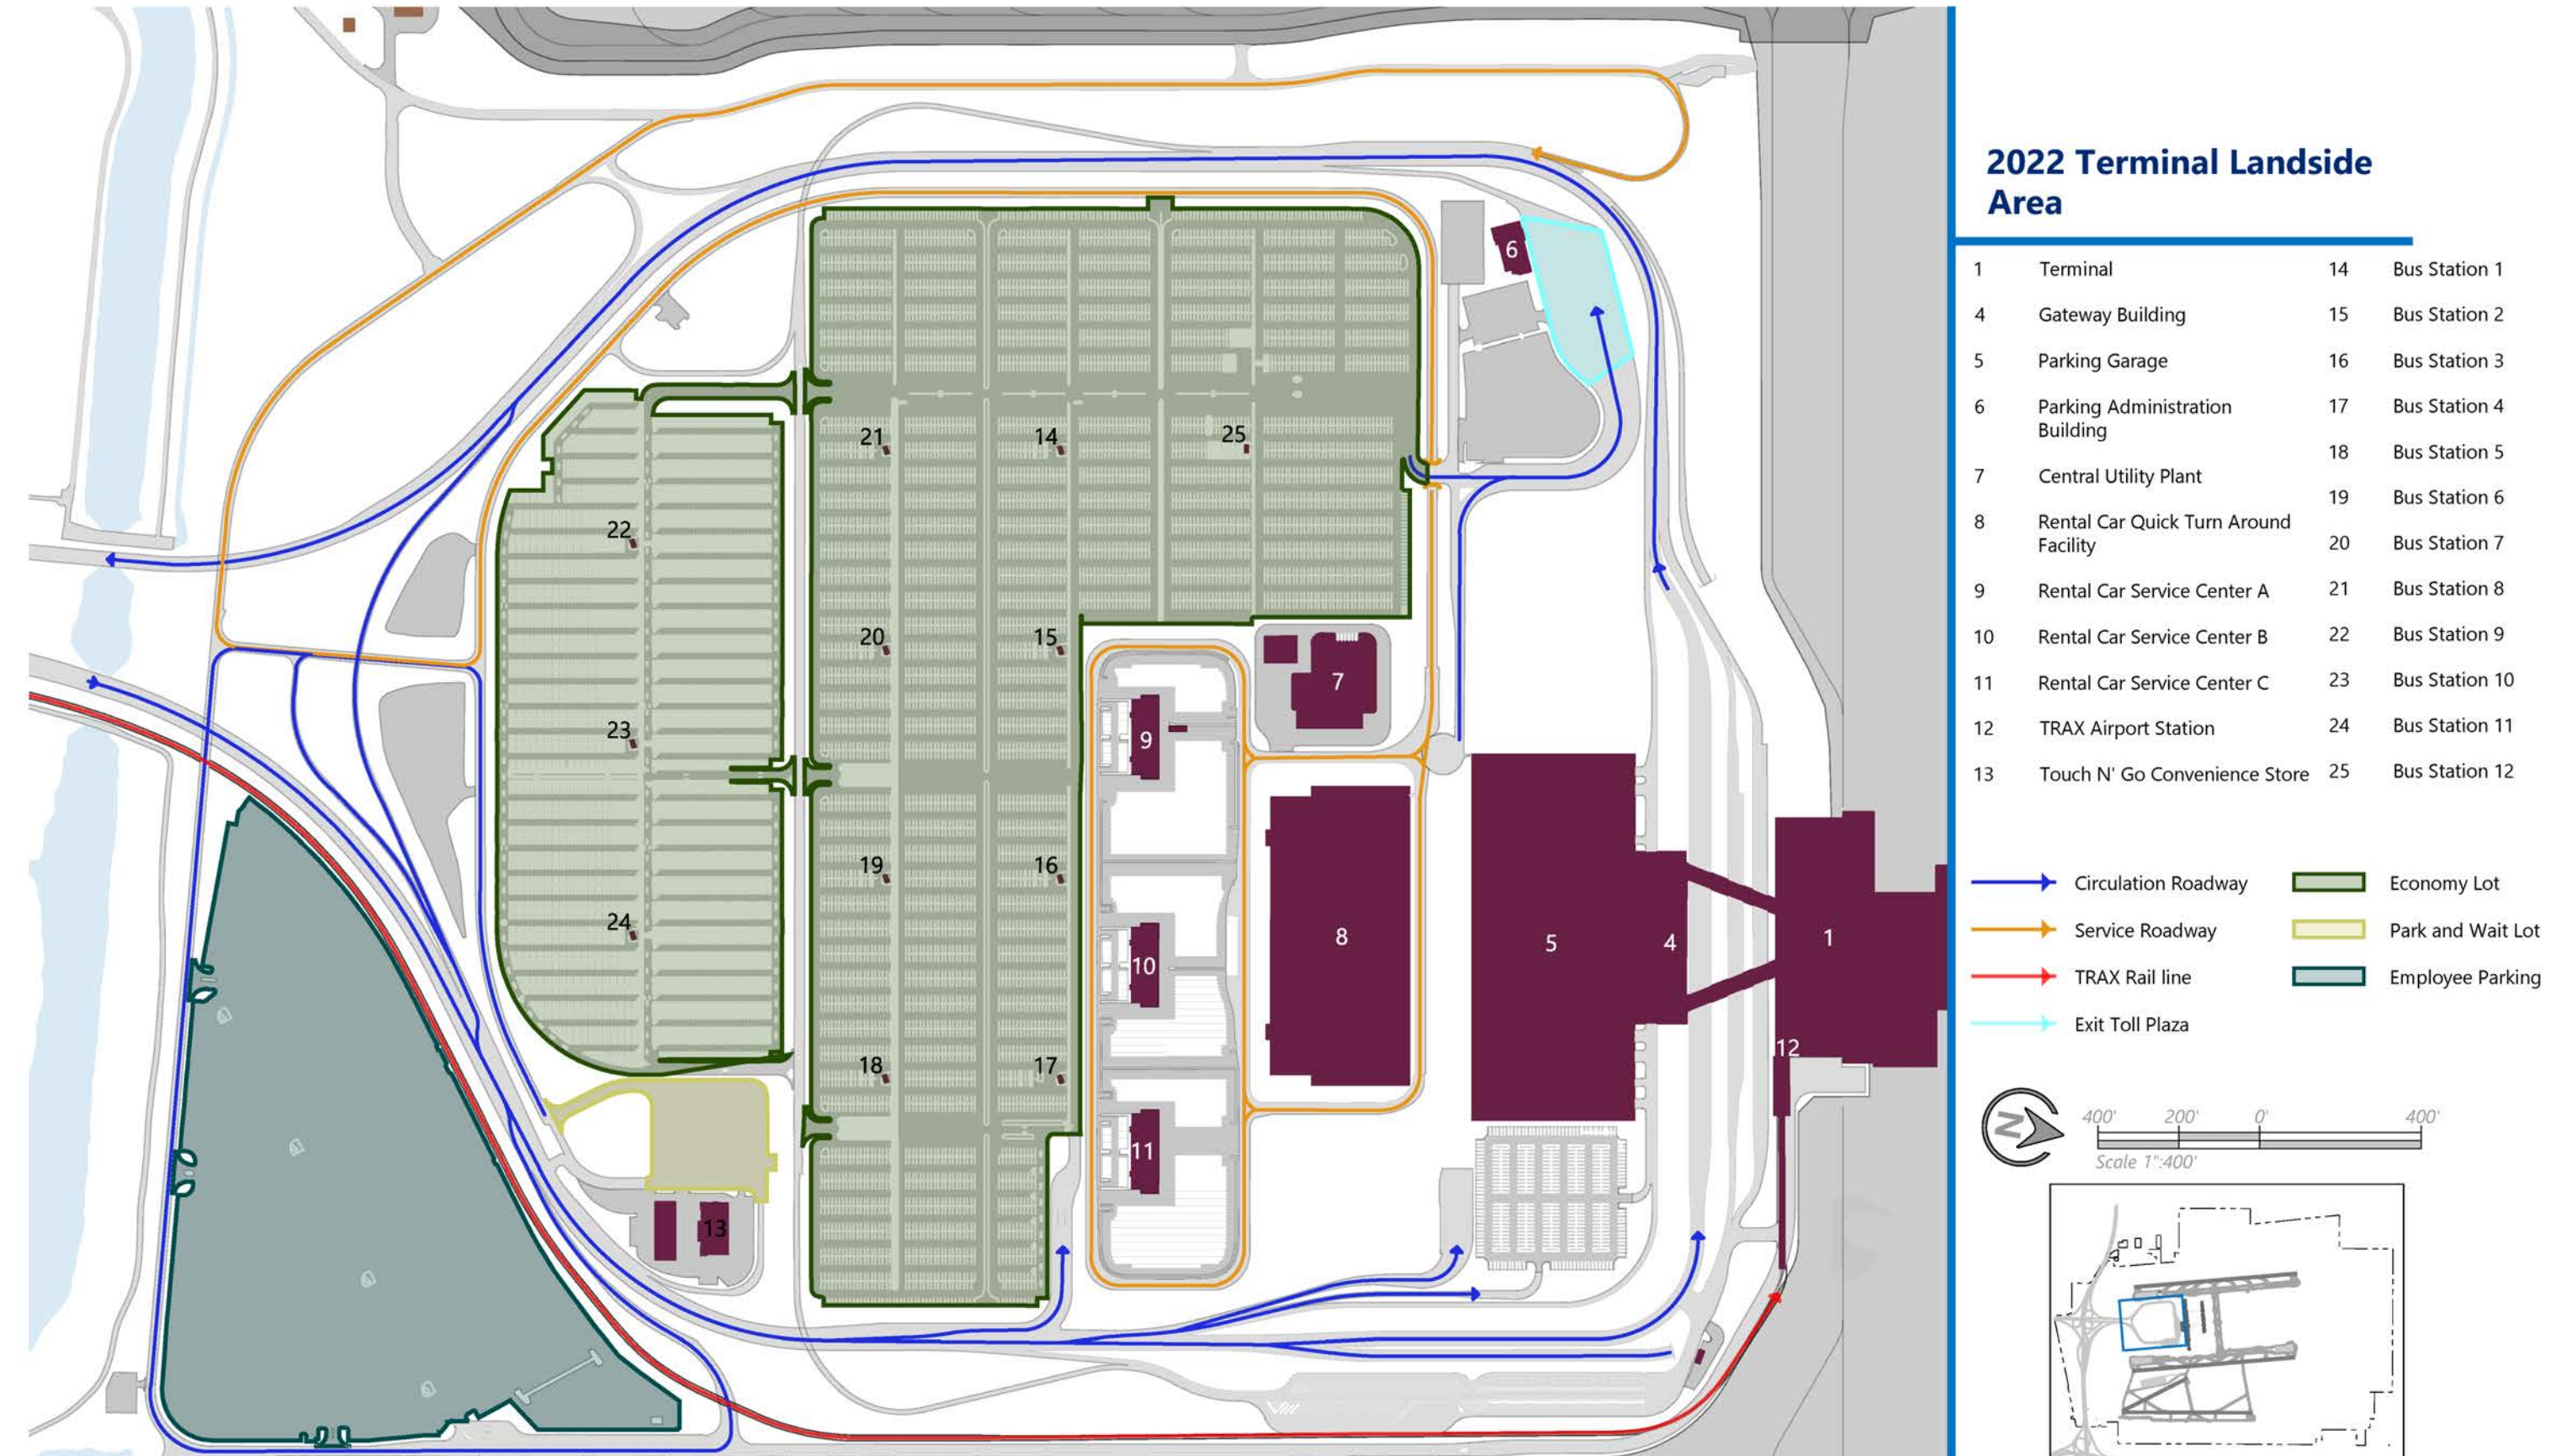 2022 Terminal Landside
Area
1 Terminal
4 Gateway Building
5 Parking Garage
6 Parking Administration
Building
7 Central Utility Plant
8 Rental Car Quick Turn Around
Facility
9 Rental Car Service Center A
10 Rental Car Service Center B
11 Rental Car Service Center C
12 TRAX Airport Station
13 Touch N' Go Convenience Store
14 Bus Station 1
15 Bus Station 2
16 Bus Station 3
17 Bus Station 4
18 Bus Station 5
19 Bus Station 6
20 Bus Station 7
21 Bus Station 8
22 Bus Station 9
23 Bus Station 10
24 Bus Station 11
25 Bus Station 12
Circulation Roadway
Service Roadway
TRAX Rail line
Exit Toll Plaza
Economy Lot
Park and Wait Lot
Employee Parking
N
400' 200' 0' 400'
Scale 1":400'
6
21
14
25
22
20
15
7
23
9
19
16
24
10
8
5
4
1
12
18
17
11
13